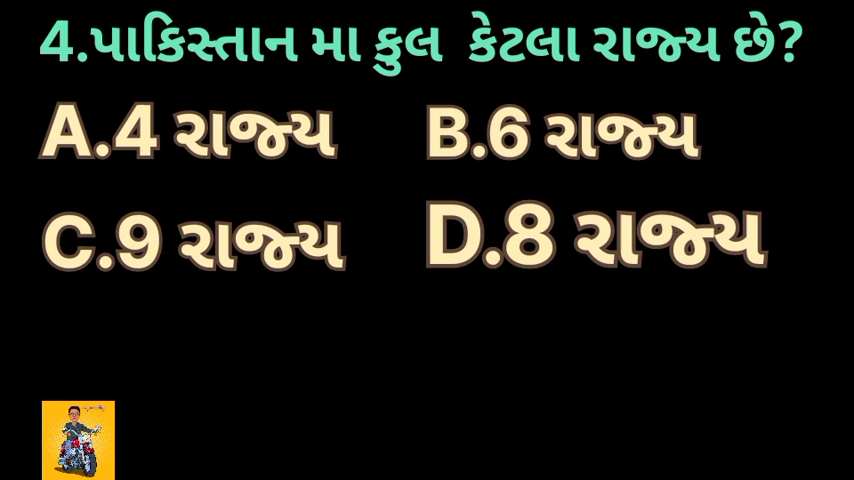 4.પાકિસ્તાન મા કુલ કેટલા રાજ્ય છે?
A.4 રાજ્ય B.6 રાજ્ય
C.9 રાજ્ય D.8 રાજ્ય